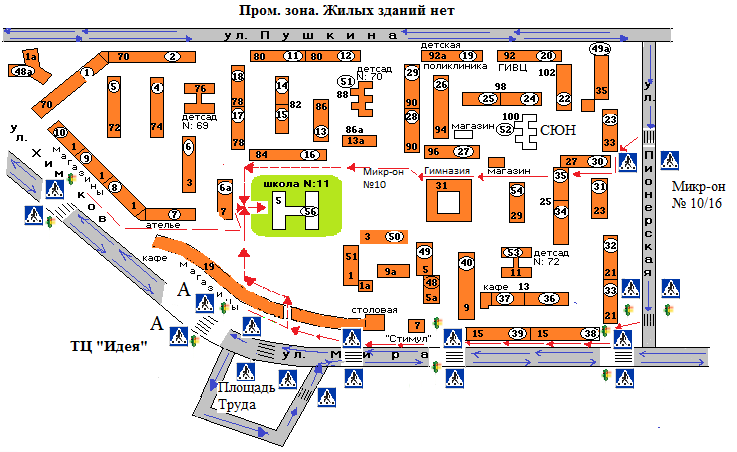 Пром. зона. Жилых зданий нет
ул. Пушкина
1а
48а
70
2
1
70
5
72
4
74
76
детсад
N: 69
80
11
80
12
18
78
17
78
14
82
15
51
88
детсад
N: 70
86
13
86а
13а
84
16
детская
92а
19
поликлиника
29
90
28
90
26
94
96
27
92
20
ГИВЦ
102
22
98
25
24
100
52
СЮН
магазин
магазин
49а
35
23
33
27
30
ул. Пионерская
Микр-он
№ 10/16
ул. Химиков
10
1
9
1
8
1
7
магазины
ателье
6
3
6а
7
школа N:11
5
56
Микр-он
№10
Гимназия
31
54
29
35
25
34
31
23
кафе
магазины
19
А
А
ТЦ "Идея"
3
50
51
1
1а
9а
49
5
48
5а
40
9
53
11
детсад
N: 72
32
21
33
21
кафе
13
37
36
столовая
7
"Стимул"
15
39
15
38
ул. Мира
Площадь
Труда